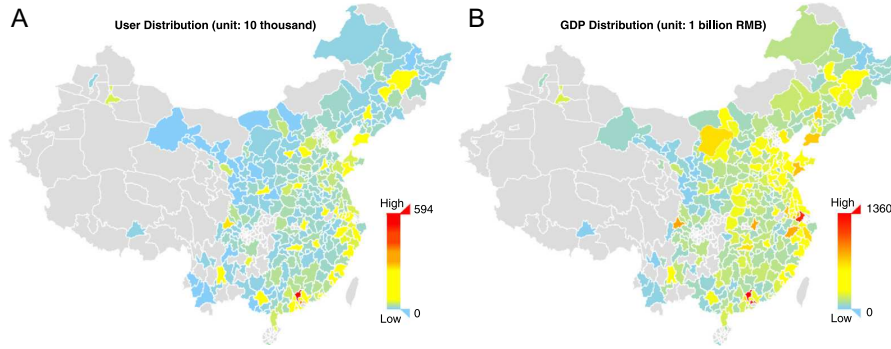 A
User Distribution (unit: 10 thousand)
High
594
0
Low
B
GDP Distribution (unit: 1 billion RMB)
High
1360
0
Low